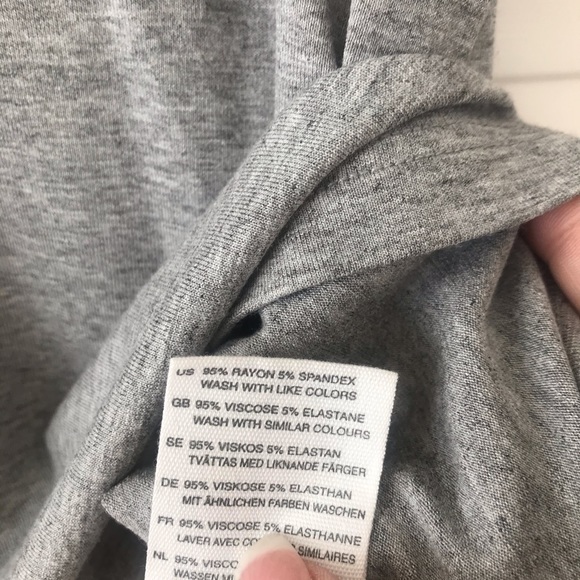 US 95% RAYON 5% SPANDEX
WASH WITH LIKE COLORS
GB 95% VISCOSE 5% ELASTANE
WASH WITH SIMILAR COLOURS
SE 95% VISKOS 5% ELASTAN
TVÄTTAS MED LIKNANDE FÄRGER
DE 95% VISKOSE 5% ELASTHAN
MIT ÄHNLICHEN FARBEN WASCHEN
FR 95% VISCOSE 5% ELASTHANNE
LAVER AVEC SIMILAIRES
NL 95%
WASSEN